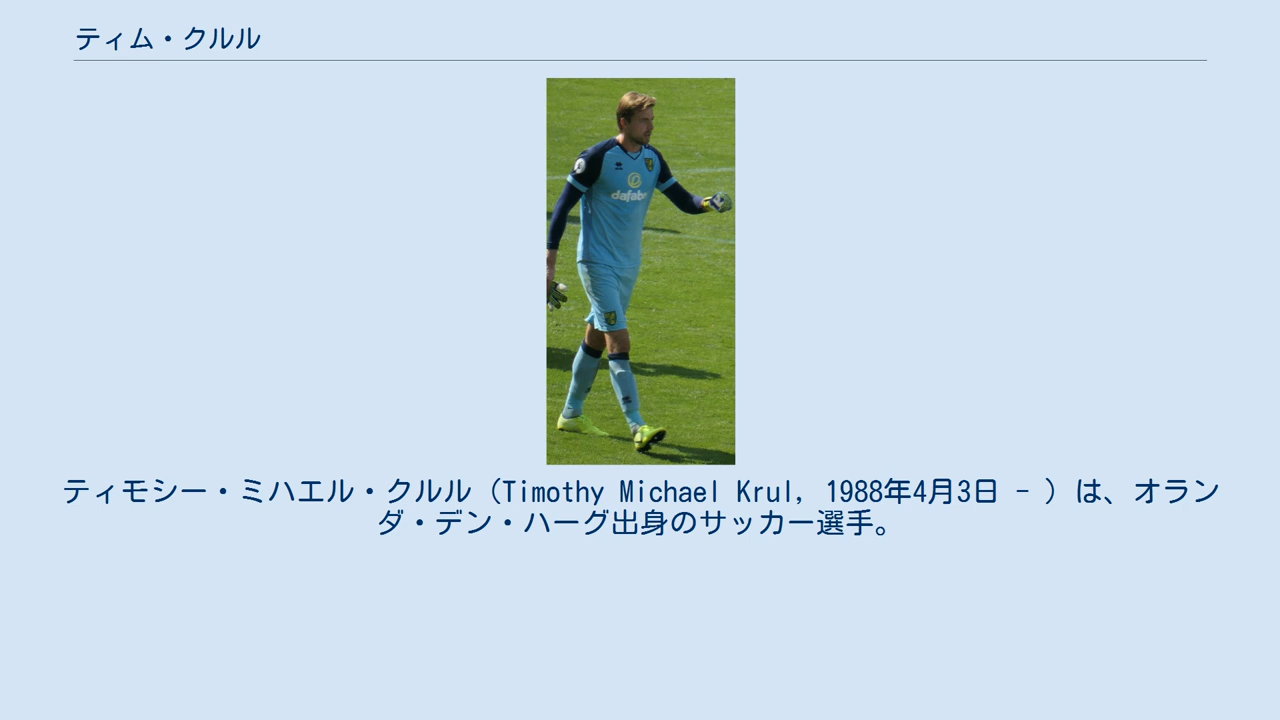 ティム・クルル
dafabe
ティモシー・ミハエル・クルル（Timothy Michael Krul, 1988年4月3日 - ）は、オラン
ダ・デン・ハーグ出身のサッカー選手。